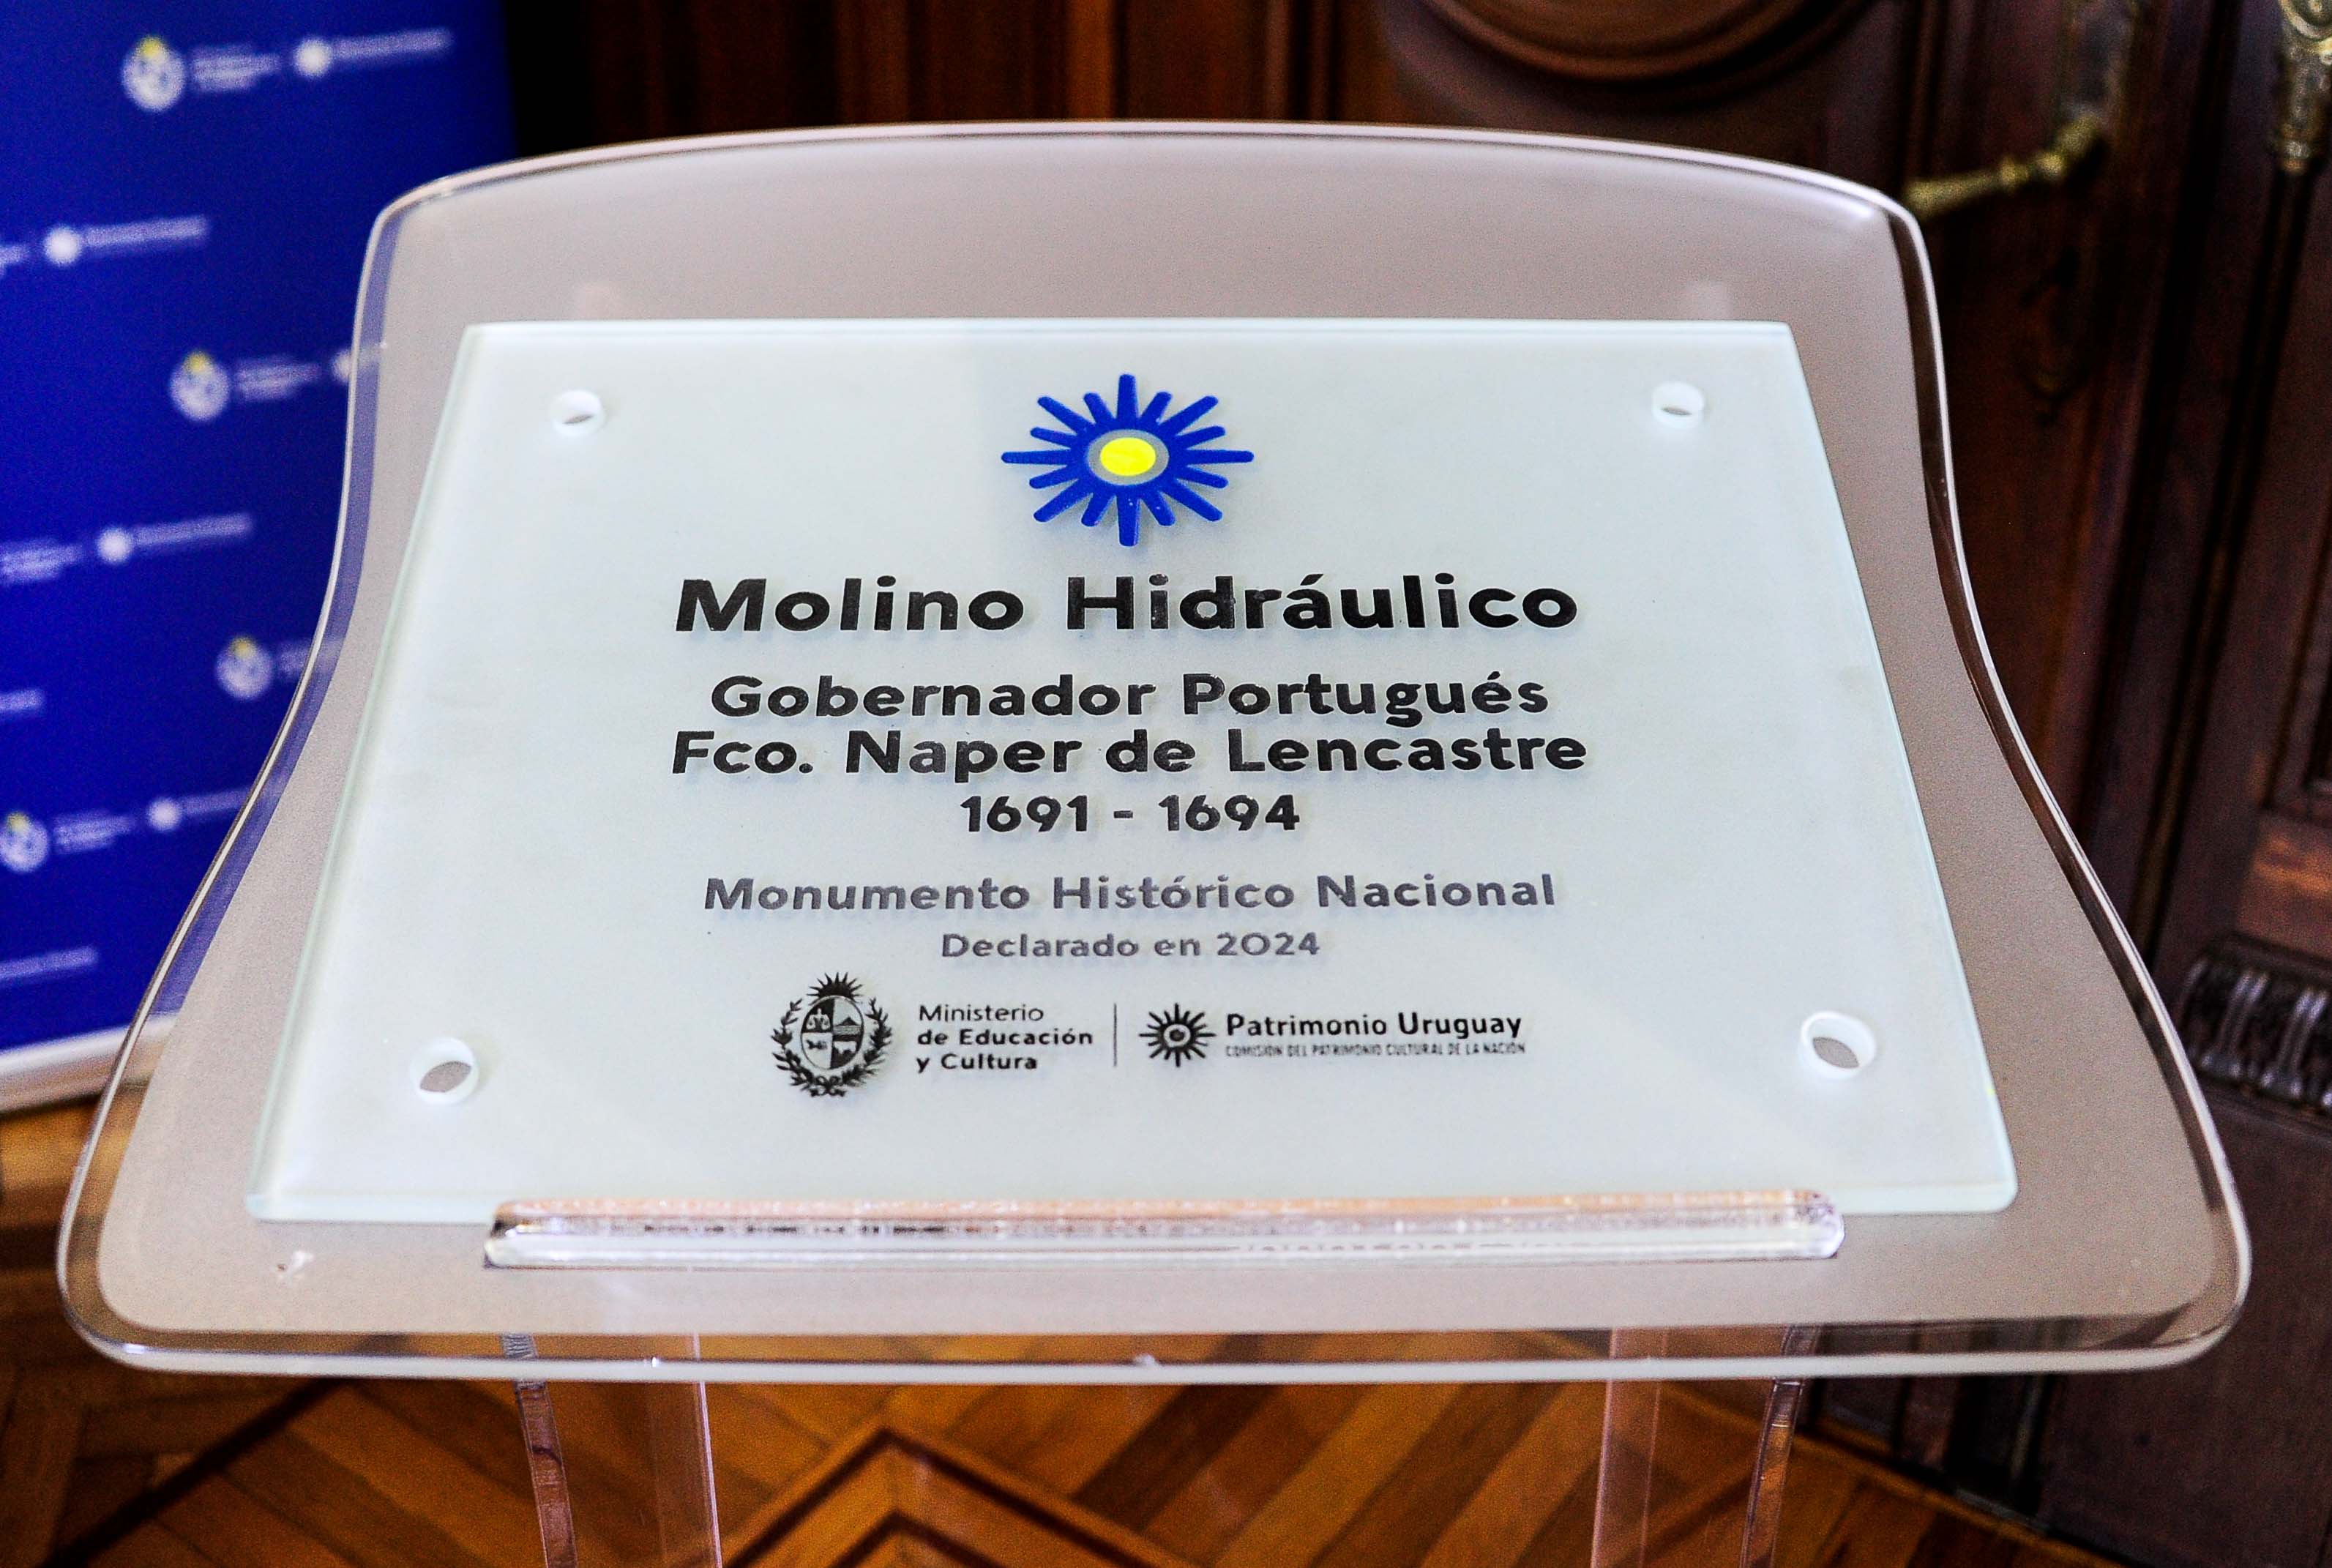 Molino Hidráulico
Gobernador Portugués
Fco. Naper de Lencastre
1691 - 1694
Monumento Histórico Nacional
Declarado en 2024
Ministerio
de Educación
y Cultura
Patrimonio Uruguay
COMISIÓN DEL PATRIMONIO CULTURAL DE LA NACIÓN